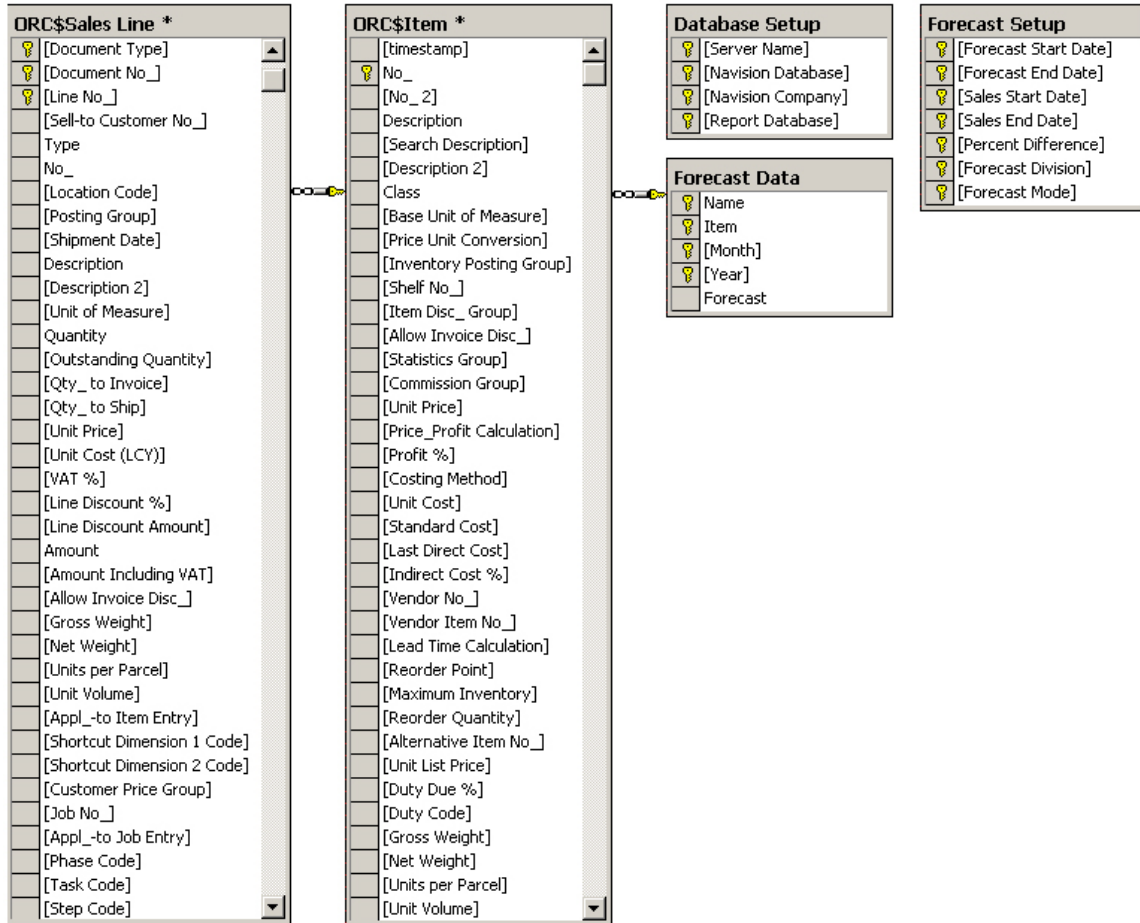 ORC$Sales Line *
[Document Type]
[Document No_]
[Line No_]
[Sell-to Customer No_]
Type
No_
[Location Code]
[Posting Group]
[Shipment Date]
Description
[Description 2]
[Unit of Measure]
Quantity
[Outstanding Quantity]
[Qty_ to Invoice]
[Qty_ to Ship]
[Unit Price]
[Unit Cost (LCY)]
[VAT %]
[Line Discount %]
[Line Discount Amount]
Amount
[Amount Including VAT]
[Allow Invoice Disc_]
[Gross Weight]
[Net Weight]
[Units per Parcel]
[Unit Volume]
[Appl_-to Item Entry]
[Shortcut Dimension 1 Code]
[Shortcut Dimension 2 Code]
[Customer Price Group]
[Job No_]
[Appl_-to Job Entry]
[Phase Code]
[Task Code]
[Step Code]
ORC$Item *
[timestamp]
No_
[No_ 2]
Description
[Search Description]
[Description 2]
Class
[Base Unit of Measure]
[Price Unit Conversion]
[Inventory Posting Group]
[Shelf No_]
[Item Disc_ Group]
[Allow Invoice Disc_]
[Statistics Group]
[Commission Group]
[Unit Price]
[Price_Profit Calculation]
[Profit %]
[Costing Method]
[Unit Cost]
[Standard Cost]
[Last Direct Cost]
[Indirect Cost %]
[Vendor No_]
[Vendor Item No_]
[Lead Time Calculation]
[Reorder Point]
[Maximum Inventory]
[Reorder Quantity]
[Alternative Item No_]
[Unit List Price]
[Duty Due %]
[Duty Code]
[Gross Weight]
[Net Weight]
[Units per Parcel]
[Unit Volume]
Database Setup
[Server Name]
[Navision Database]
[Navision Company]
[Report Database]
Forecast Data
Name
Item
[Month]
[Year]
Forecast
Forecast Setup
[Forecast Start Date]
[Forecast End Date]
[Sales Start Date]
[Sales End Date]
[Percent Difference]
[Forecast Division]
[Forecast Mode]